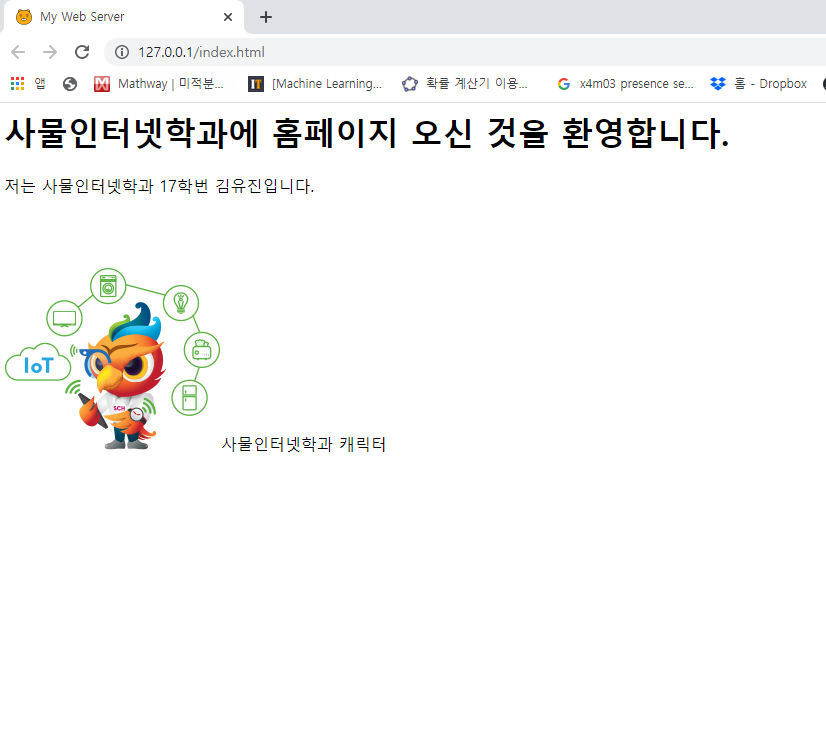 My Web Server
127.0.0.1/index.html
앱 Mathway | 미적분... [Machine Learning... 확률 계산기 이용... x4m03 presence se... 홈 - Dropbox
사물인터넷학과에 홈페이지 오신 것을 환영합니다.
저는 사물인터넷학과 17학번 김유진입니다.
IoT
SCH
사물인터넷학과 캐릭터